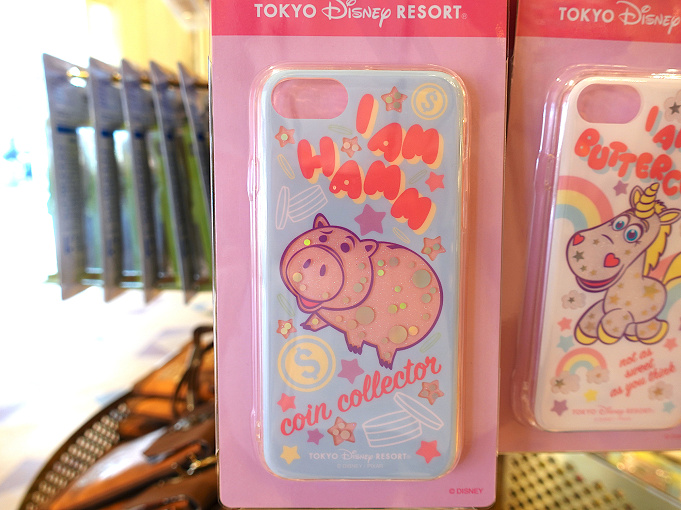 TOKYO Disney RESORT®
I AM
HAMM
S
S
coin collector
TOKYO Disney RESORT®
© DISNEY
TOKYO Disney
I AM
not as
sweet
as you think
TOKYO Disney RESORT